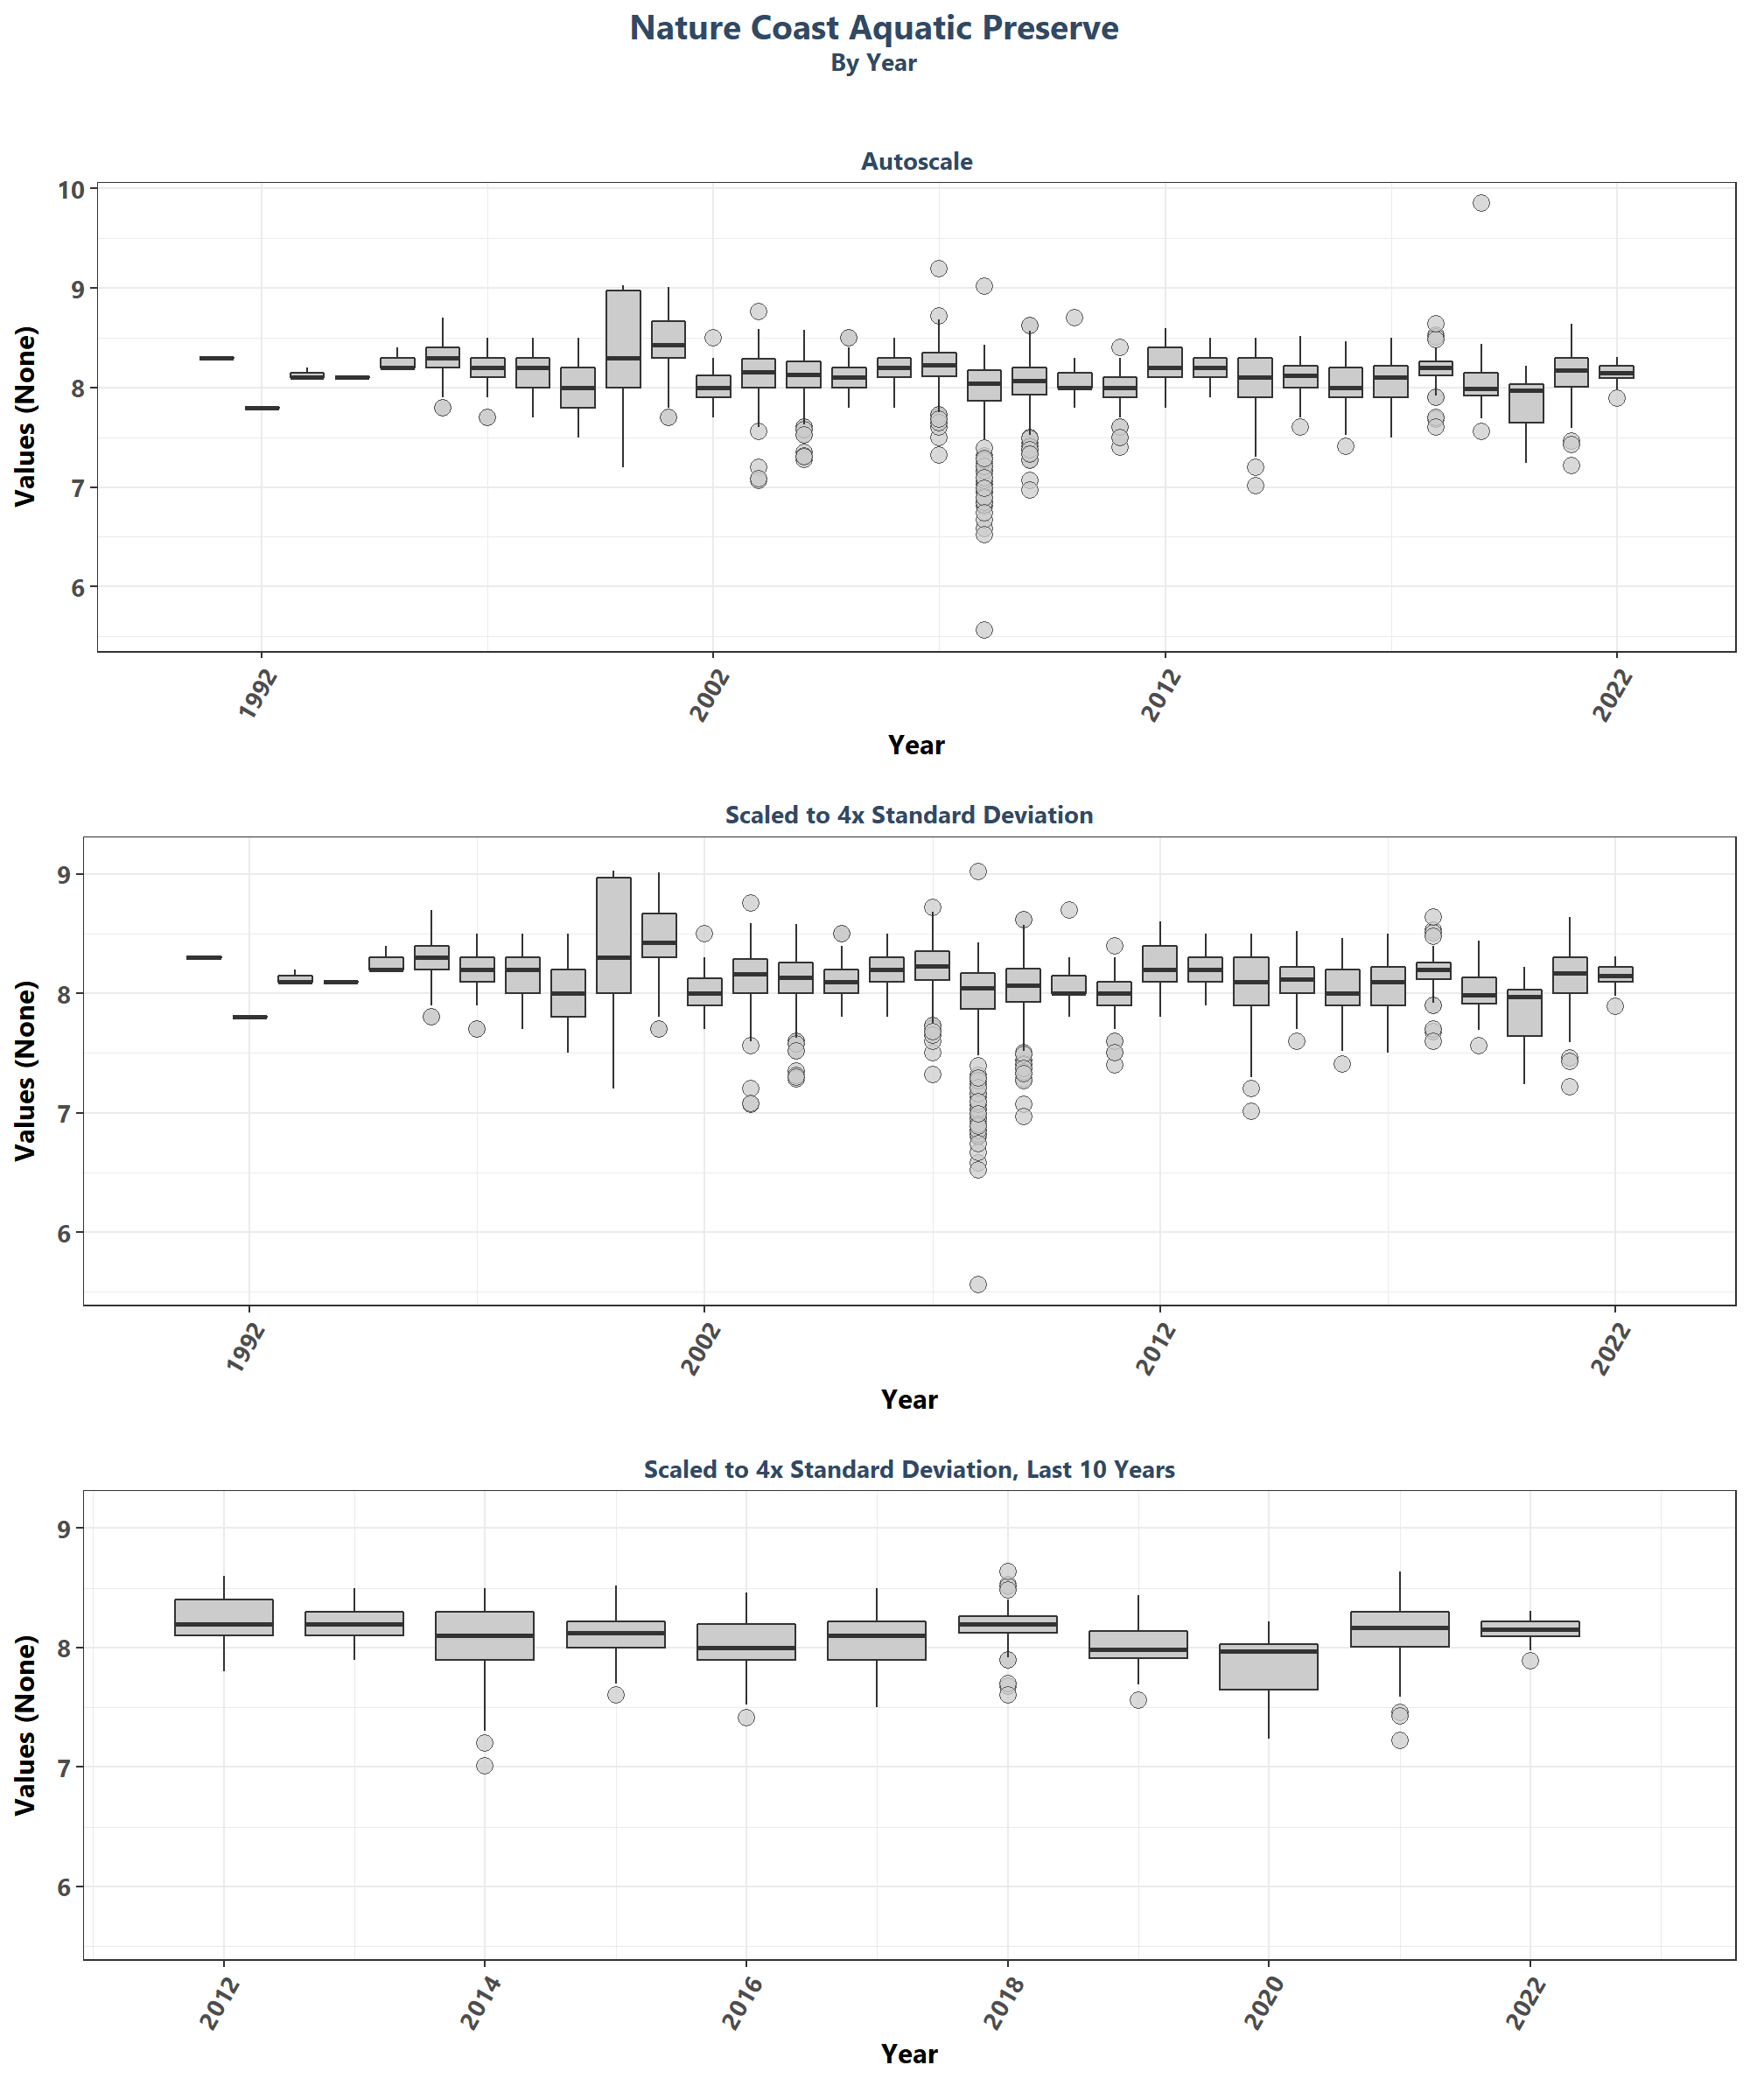 Nature Coast Aquatic Preserve
By Year
Autoscale
Values (None)
10
9
8
7
6
1992
2002
2012
2022
Year
Scaled to 4x Standard Deviation
Values (None)
9
8
7
6
1992
2002
2012
2022
Year
Scaled to 4x Standard Deviation, Last 10 Years
Values (None)
9
8
7
6
2012
2014
2016
2018
2020
2022
Year